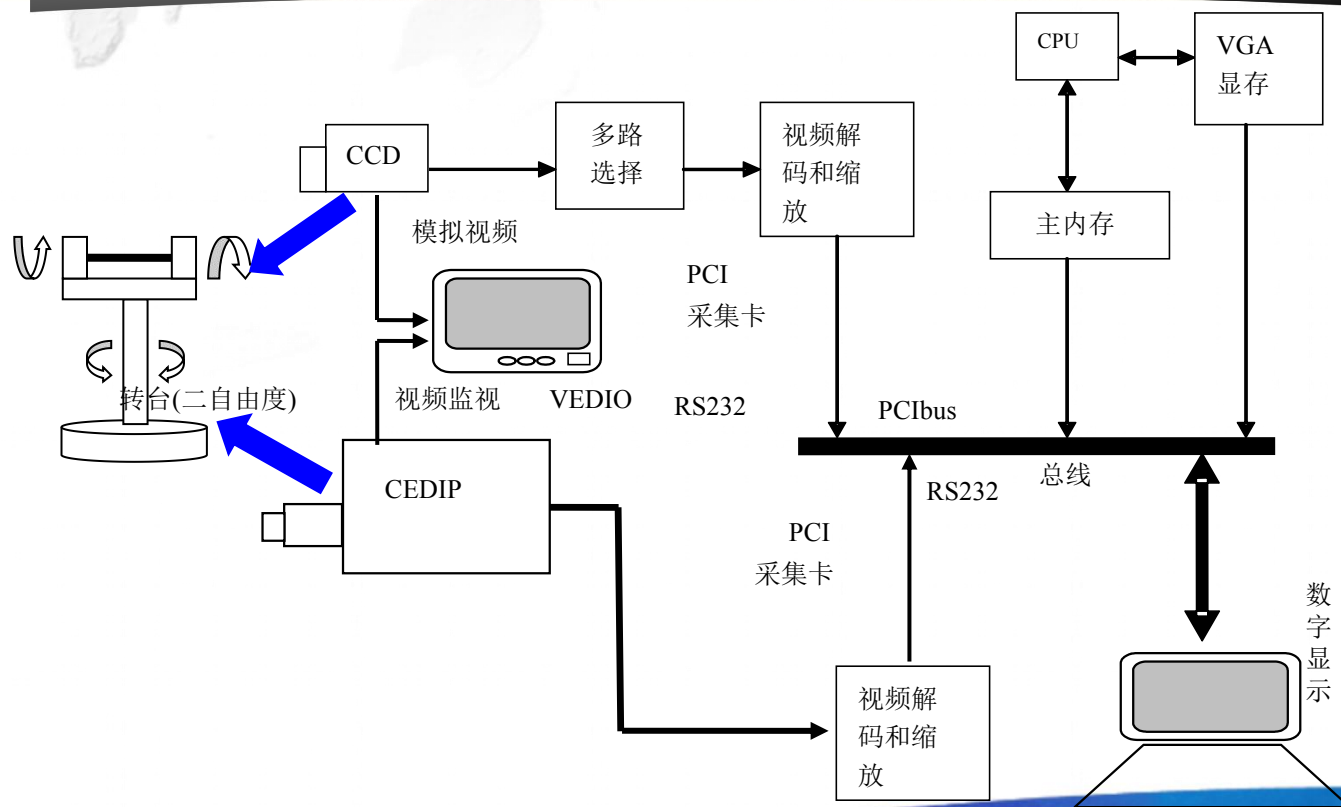 CPU
VGA
显存
CCD
多路
选择
视频解
码和缩
放
主内存
模拟视频
PCI
采集卡
转台(二自由度)
视频监视
VEDIO
RS232
PCIbus
总线
CEDIP
RS232
PCI
采集卡
数
字
显
示
视频解
码和缩
放